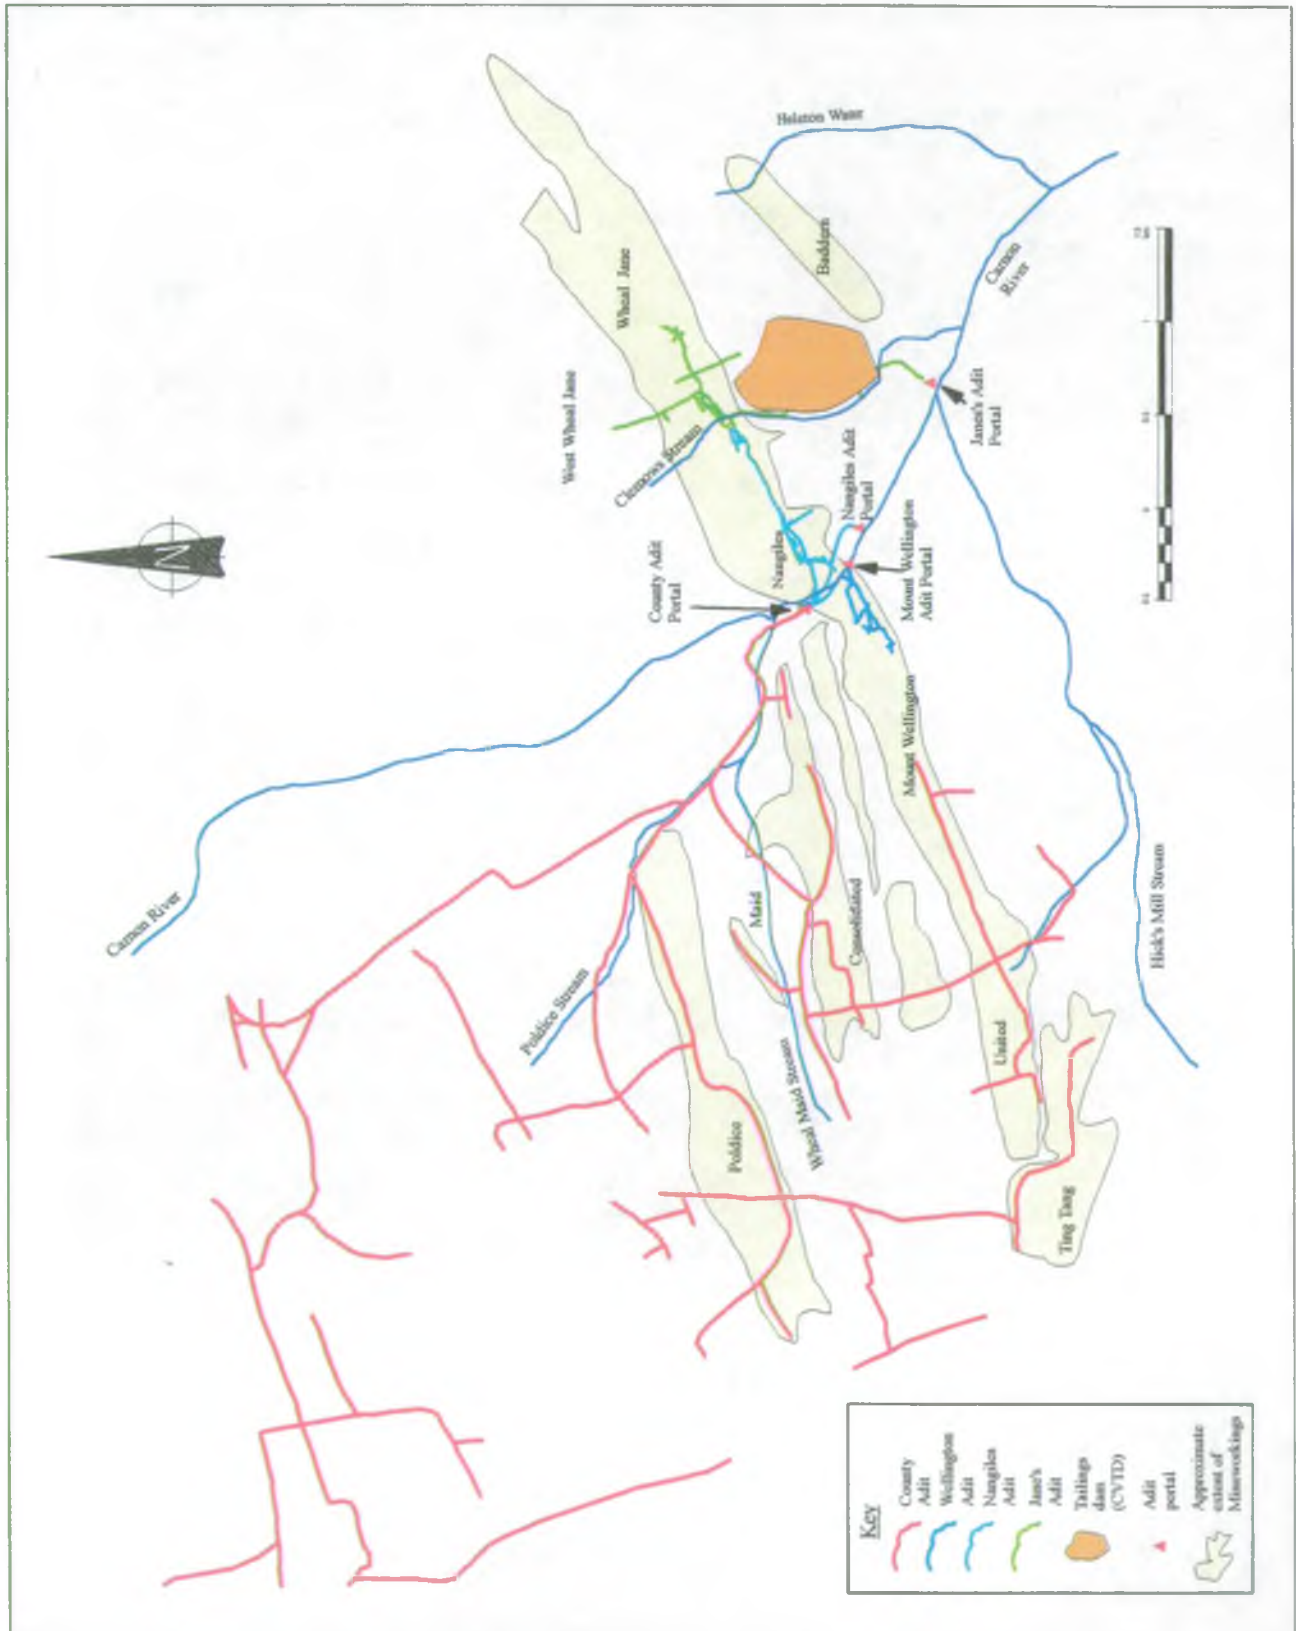 N
Helston Water
Baddern
Wheal Jane
West Wheal Jane
Clemows Stream
Carnon
River
Jane's Adit
Portal
Nangiles Adit
Portal
Nangiles
County Adit
Portal
Mount Wellington
Adit Portal
Mount Wellington
Carnon River
Poldice Stream
Maid
Consolidated
Wheal Maid Stream
United
Poldice
Ting Tang
Hick's Mill Stream
Key
County
Adit
Wellington
Adit
Nangiles
Adit
Jane's
Adit
Tailings
dam
(CVTD)
Adit
portal
Approximate
extent of
Mineworkings